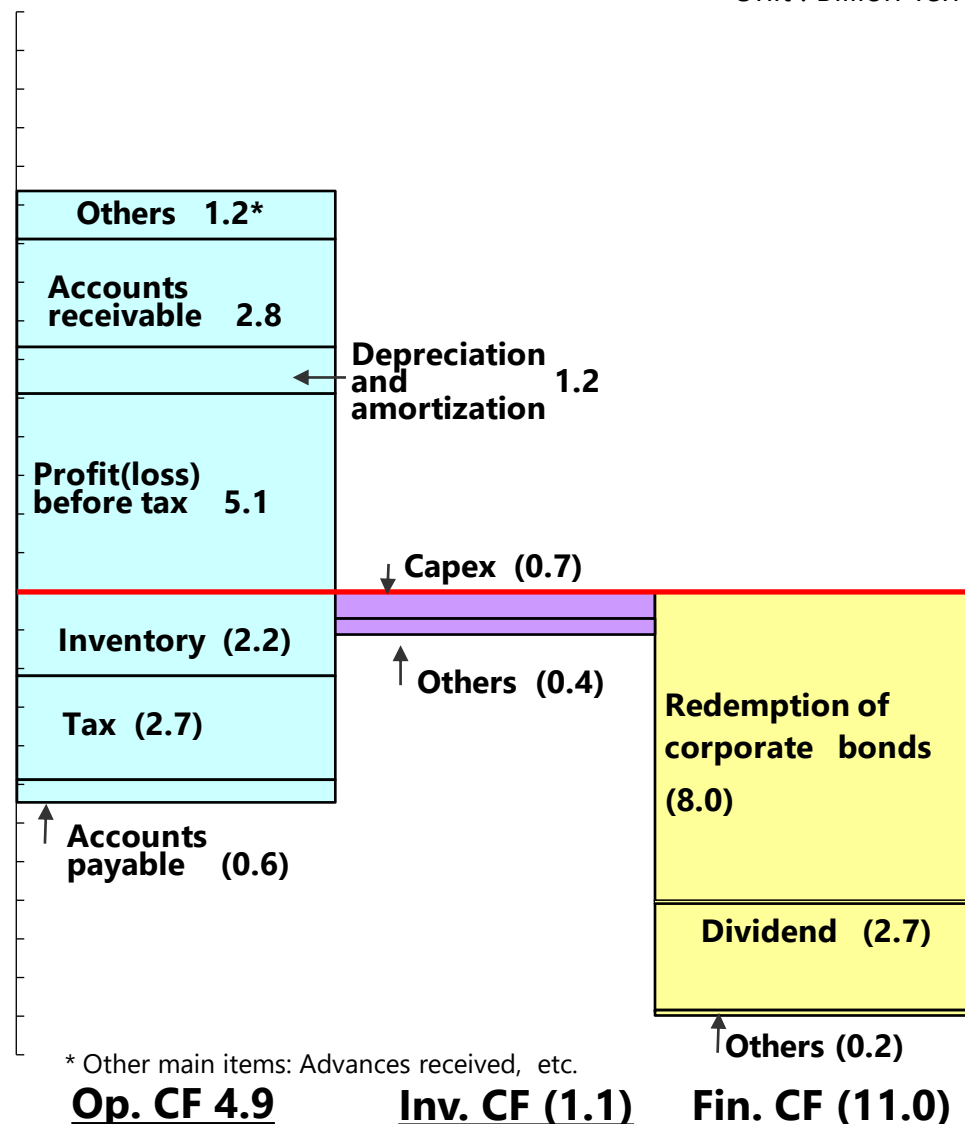 Others 1.2*
Accounts
receivable 2.8
Depreciation
and 1.2
amortization
Profit(loss)
before tax 5.1
Capex (0.7)
Inventory (2.2)
Others (0.4)
Tax (2.7)
Redemption of
corporate bonds
(8.0)
Accounts
payable (0.6)
Dividend (2.7)
Others (0.2)
* Other main items: Advances received, etc.
Op. CF 4.9 Inv. CF (1.1) Fin. CF (11.0)